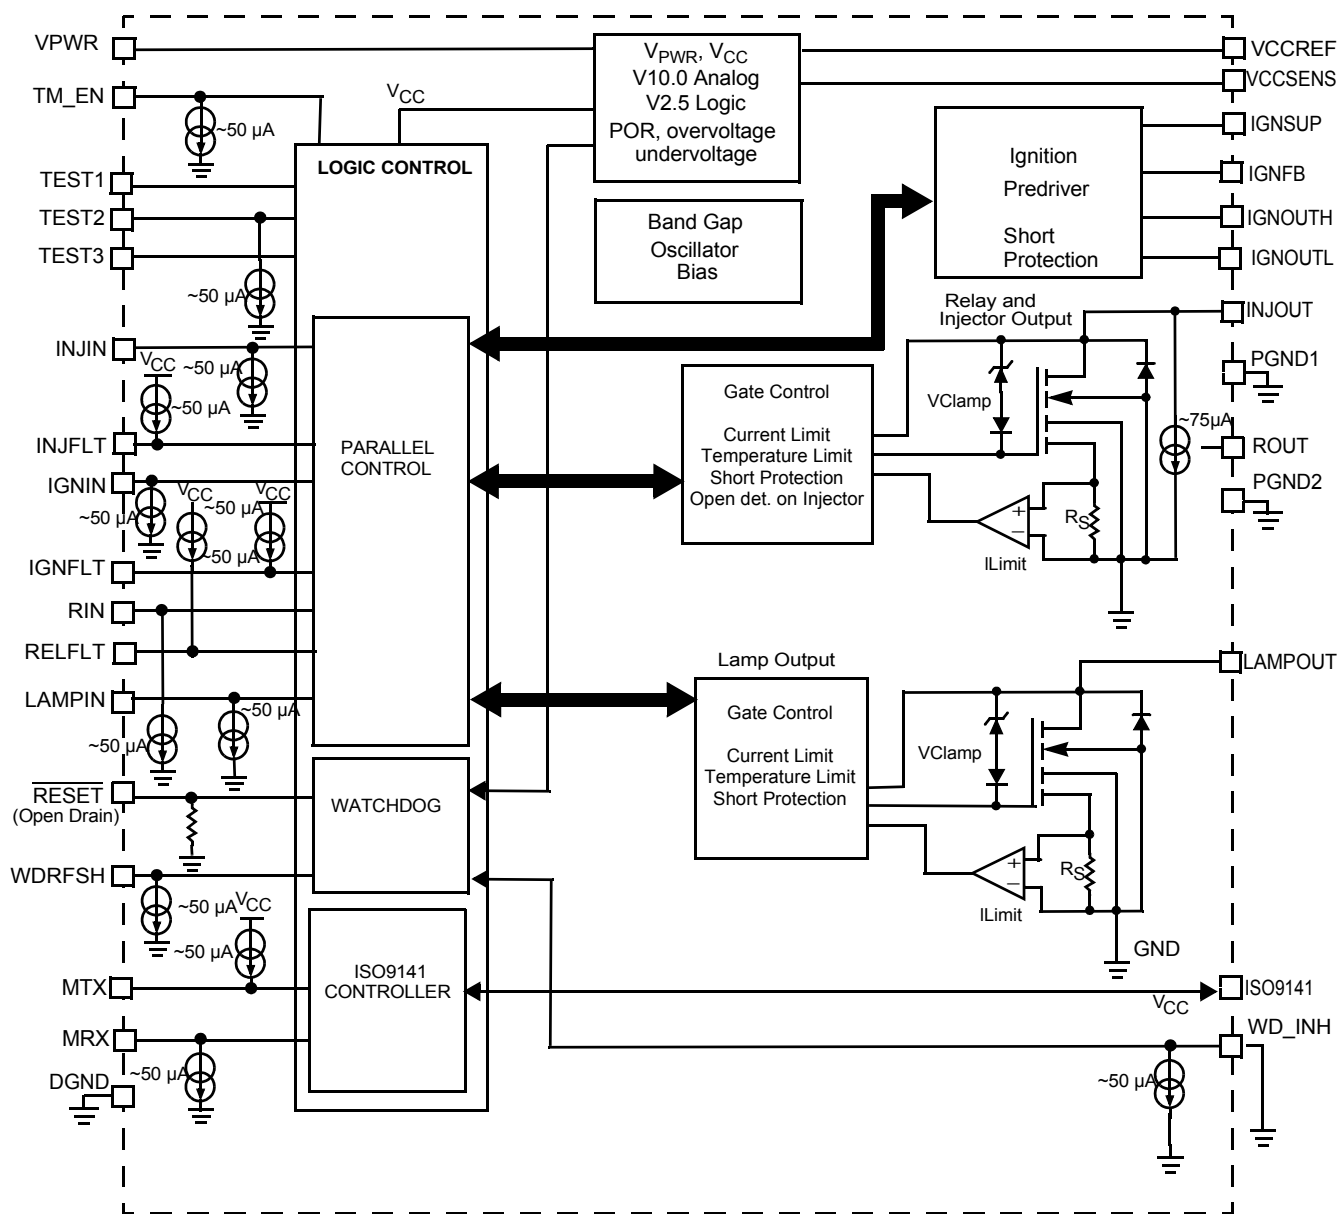 VPWR
TM_EN
~50 µA
TEST1
TEST2
TEST3
~50 µA
INJIN
~50 µA
VCC
~50 µA
INJFLT
IGNIN
~50 µA
VCC
~50 µA
VCC
~50 µA
IGNFLT
RIN
RELFLT
LAMPIN
~50 µA
~50 µA
RESET
(Open Drain)
WDRFSH
~50 µA
VCC
~50 µA
MTX
MRX
~50 µA
DGND
VCC
LOGIC CONTROL
PARALLEL
CONTROL
WATCHDOG
ISO9141
CONTROLLER
VPWR, VCC
V10.0 Analog
V2.5 Logic
POR, overvoltage
undervoltage
Band Gap
Oscillator
Bias
Ignition
Predriver
Short
Protection
Relay and
Injector Output
Gate Control
Current Limit
Temperature Limit
Short Protection
Open det. on Injector
VClamp
+
−
RS
ILimit
~75µA
Lamp Output
Gate Control
Current Limit
Temperature Limit
Short Protection
VClamp
+
−
RS
ILimit
GND
VCC
~50 µA
VCCREF
VCCSENS
IGNSUP
IGNFB
IGNOUTH
IGNOUTL
INJOUT
PGND1
ROUT
PGND2
LAMPOUT
ISO9141
WD_INH